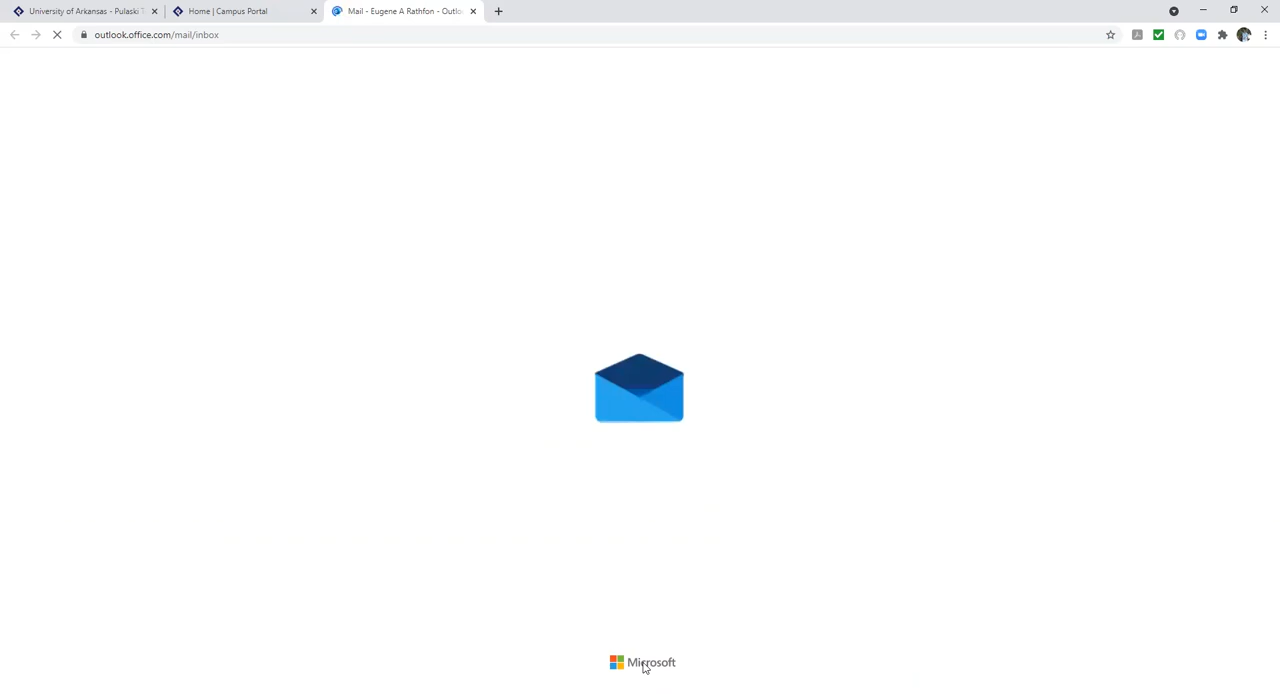 University of Arkansas - Pulaski T
Home | Campus Portal
Mail - Eugene A Rathfon - Outlo
outlook.office.com/mail/inbox
Microsoft